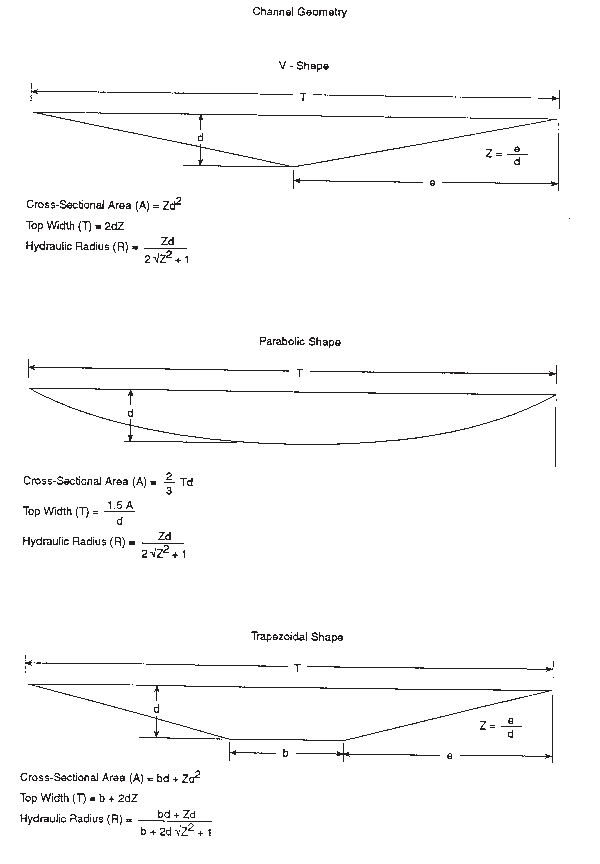 Channel Geometry
V - Shape
T
d
Z = e/d
e
Cross-Sectional Area (A) = Zd²
Top Width (T) = 2dZ
Hydraulic Radius (R) = Zd / 2√Z² + 1
Parabolic Shape
T
d
Cross-Sectional Area (A) = 2/3 Td
Top Width (T) = 1.5 A / d
Hydraulic Radius (R) = Zd / 2√Z² + 1
Trapezoidal Shape
T
d
Z = e/d
b e
Cross-Sectional Area (A) = bd + Zd²
Top Width (T) = b + 2dZ
Hydraulic Radius (R) = bd + Zd / b + 2d √Z² + 1